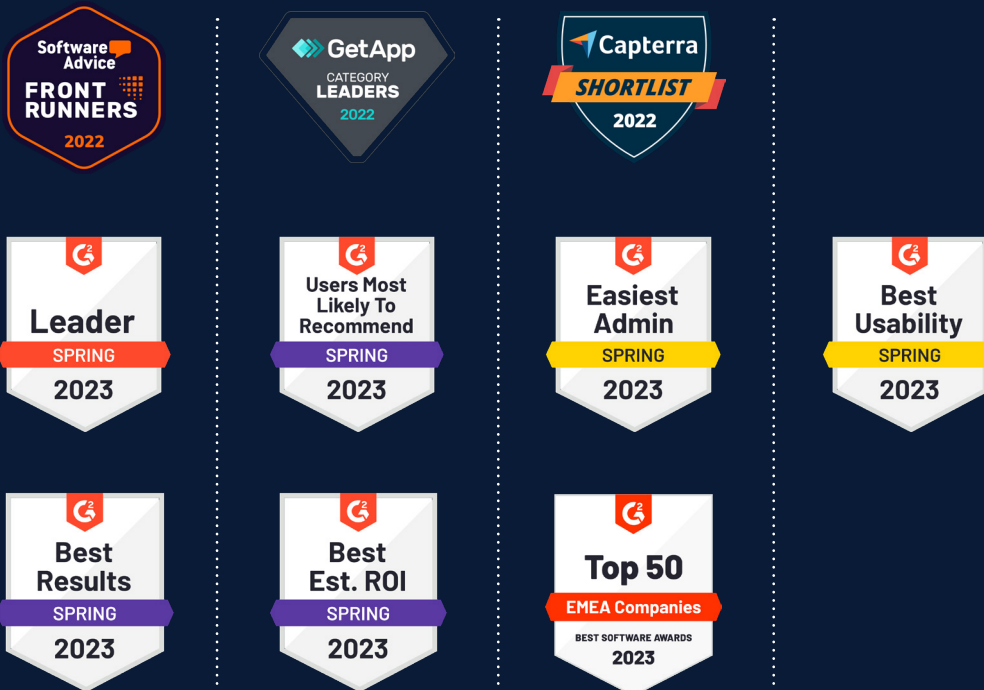 Software
Advice
FRONT
RUNNERS
2022
GetApp
CATEGORY
LEADERS
2022
Capterra
SHORTLIST
2022
G2
Leader
SPRING
2023
G2
Users Most
Likely To
Recommend
SPRING
2023
G2
Easiest
Admin
SPRING
2023
G2
Best
Usability
SPRING
2023
G2
Best
Results
SPRING
2023
G2
Best
Est. ROI
SPRING
2023
G2
Top 50
EMEA Companies
BEST SOFTWARE AWARDS
2023